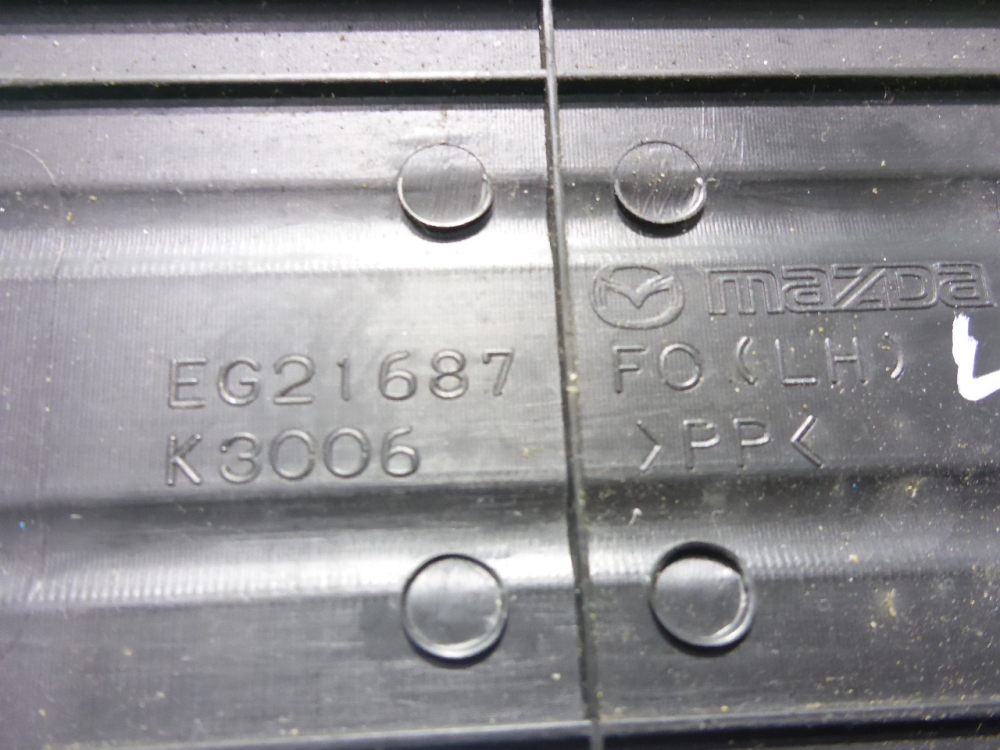 mazda
EG21687 FO (LH)
K3006 >PP<
L